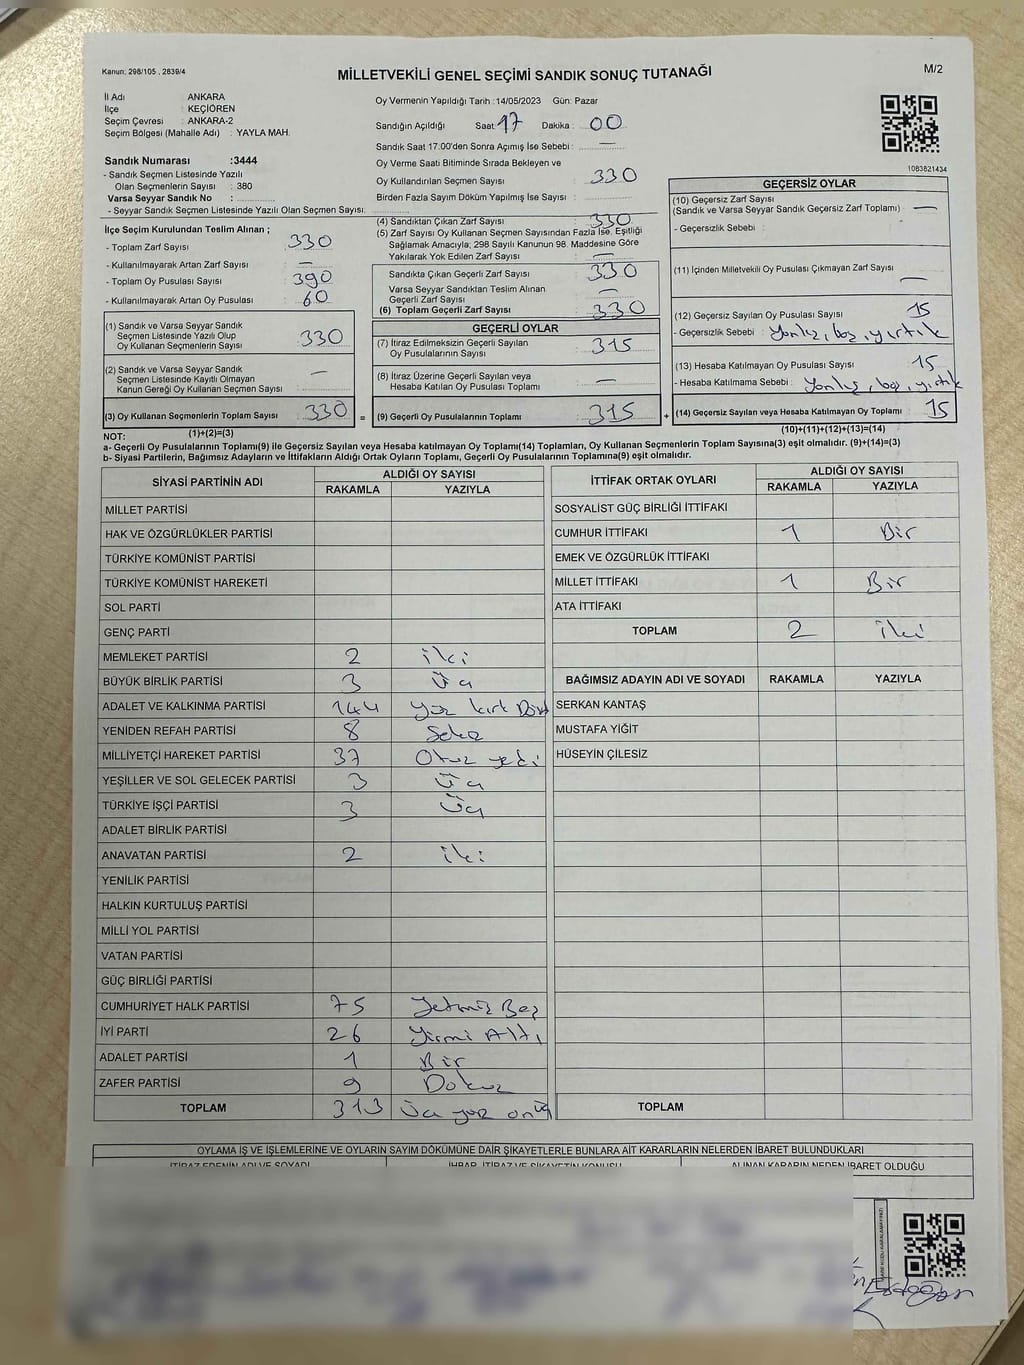 Kanun; 298/105 , 2839/4
MİLLETVEKİLİ GENEL SEÇİMİ SANDIK SONUÇ TUTANAĞI
M/2
İl Adı ANKARA
İlçe : KEÇİÖREN
Seçim Çevresi : ANKARA-2
Seçim Bölgesi (Mahalle Adı) : YAYLA MAH.
Oy Vermenin Yapıldığı Tarih :14/05/2023 Gün: Pazar
Sandığın Açıldığı Saat: 17 Dakika : 00
Sandık Saat 17:00'den Sonra Açımış İse Sebebi : —
Oy Verme Saati Bitiminde Sırada Bekleyen ve
Oy Kullandırılan Seçmen Sayısı 330
Birden Fazla Sayım Döküm Yapılmış İse Sayısı :
1083821434
Sandık Numarası :3444
- Sandık Seçmen Listesinde Yazılı
Olan Seçmenlerin Sayısı : 380
Varsa Seyyar Sandık No :
- Seyyar Sandık Seçmen Listesinde Yazılı Olan Seçmen Sayısı.
İlçe Seçim Kurulundan Teslim Alınan ;
- Toplam Zarf Sayısı : 330
- Kullanılmayarak Artan Zarf Sayısı : —
- Toplam Oy Pusulası Sayısı : 390
- Kullanılmayarak Artan Oy Pusulası : 60
(1) Sandık ve Varsa Seyyar Sandık
Seçmen Listesinde Yazılı Olup
Oy Kullanan Seçmenlerin Sayısı : 330
(2) Sandık ve Varsa Seyyar Sandık
Seçmen Listesinde Kayıtlı Olmayan
Kanun Gereği Oy Kullanan Seçmen Sayısı : —
(3) Oy Kullanan Seçmenlerin Toplam Sayısı : 330
(1)+(2)=(3)
(4) Sandıktan Çıkan Zarf Sayısı : 330
(5) Zarf Sayısı Oy Kullanan Seçmen Sayısından Fazla İse, Eşitliği
Sağlamak Amacıyla; 298 Sayılı Kanunun 98. Maddesine Göre
Yakılarak Yok Edilen Zarf Sayısı : —
Sandıkta Çıkan Geçerli Zarf Sayısı : 330
Varsa Seyyar Sandıktan Teslim Alınan
Geçerli Zarf Sayısı : —
(6) Toplam Geçerli Zarf Sayısı : 330
GEÇERLİ OYLAR
(7) İtiraz Edilmeksizin Geçerli Sayılan
Oy Pusulalarının Sayısı : 315
(8) İtiraz Üzerine Geçerli Sayılan veya
Hesaba Katılan Oy Pusulası Toplamı : —
= (9) Geçerli Oy Pusulalarının Toplamı : 315
GEÇERSİZ OYLAR
(10) Geçersiz Zarf Sayısı
(Sandık ve Varsa Seyyar Sandık Geçersiz Zarf Toplamı) : —
- Geçersizlik Sebebi :
(11) İçinden Milletvekili Oy Pusulası Çıkmayan Zarf Sayısı : —
(12) Geçersiz Sayılan Oy Pusulası Sayısı : 15
- Geçersizlik Sebebi : Yanlış, boş, yırtık
(13) Hesaba Katılmayan Oy Pusulası Sayısı : 15
- Hesaba Katılmama Sebebi : Yanlış, boş, yırtık
+ (14) Geçersiz Sayılan veya Hesaba Katılmayan Oy Toplamı : 15
(10)+(11)+(12)+(13)=(14)
NOT:
a- Geçerli Oy Pusulalarının Toplamı(9) ile Geçersiz Sayılan veya Hesaba katılmayan Oy Toplamı(14) Toplamları, Oy Kullanan Seçmenlerin Toplam Sayısına(3) eşit olmalıdır. (9)+(14)=(3)
b- Siyasi Partilerin, Bağımsız Adayların ve İttifakların Aldığı Ortak Oyların Toplamı, Geçerli Oy Pusulalarının Toplamına(9) eşit olmalıdır.
SİYASİ PARTİNİN ADI ALDIĞI OY SAYISI
RAKAMLA YAZIYLA
MİLLET PARTİSİ
HAK VE ÖZGÜRLÜKLER PARTİSİ
TÜRKİYE KOMÜNİST PARTİSİ
TÜRKİYE KOMÜNİST HAREKETİ
SOL PARTİ
GENÇ PARTİ
MEMLEKET PARTİSİ 2 iki
BÜYÜK BİRLİK PARTİSİ 3 Üç
ADALET VE KALKINMA PARTİSİ 144 yüz kırk Dört
YENİDEN REFAH PARTİSİ 8 Sekiz
MİLLİYETÇİ HAREKET PARTİSİ 37 Otuz yedi
YEŞİLLER VE SOL GELECEK PARTİSİ 3 Üç
TÜRKİYE İŞÇİ PARTİSİ 3 Üç
ADALET BİRLİK PARTİSİ
ANAVATAN PARTİSİ 2 iki
YENİLİK PARTİSİ
HALKIN KURTULUŞ PARTİSİ
MİLLİ YOL PARTİSİ
VATAN PARTİSİ
GÜÇ BİRLİĞİ PARTİSİ
CUMHURİYET HALK PARTİSİ 75 Yetmiş Beş
İYİ PARTİ 26 Yirmi Altı
ADALET PARTİSİ 1 Bir
ZAFER PARTİSİ 9 Dokuz
TOPLAM 313 Üç yüz on üç
İTTİFAK ORTAK OYLARI ALDIĞI OY SAYISI
RAKAMLA YAZIYLA
SOSYALİST GÜÇ BİRLİĞİ İTTİFAKI
CUMHUR İTTİFAKI 1 Bir
EMEK VE ÖZGÜRLÜK İTTİFAKI
MİLLET İTTİFAKI 1 Bir
ATA İTTİFAKI
TOPLAM 2 iki
BAĞIMSIZ ADAYIN ADI VE SOYADI RAKAMLA YAZIYLA
SERKAN KANTAŞ
MUSTAFA YİĞİT
HÜSEYİN ÇİLESİZ
TOPLAM
OYLAMA İŞ VE İŞLEMLERİNE VE OYLARIN SAYIM DÖKÜMÜNE DAİR ŞİKAYETLERLE BUNLARA AİT KARARLARIN NELERDEN İBARET BULUNDUKLARI
İTİRAZ EDENİN ADI VE SOYADI İHBAR, İTİRAZ VE ŞİKAYETİN KONUSU ALINAN KARARIN NEDEN İBARET OLDUĞU